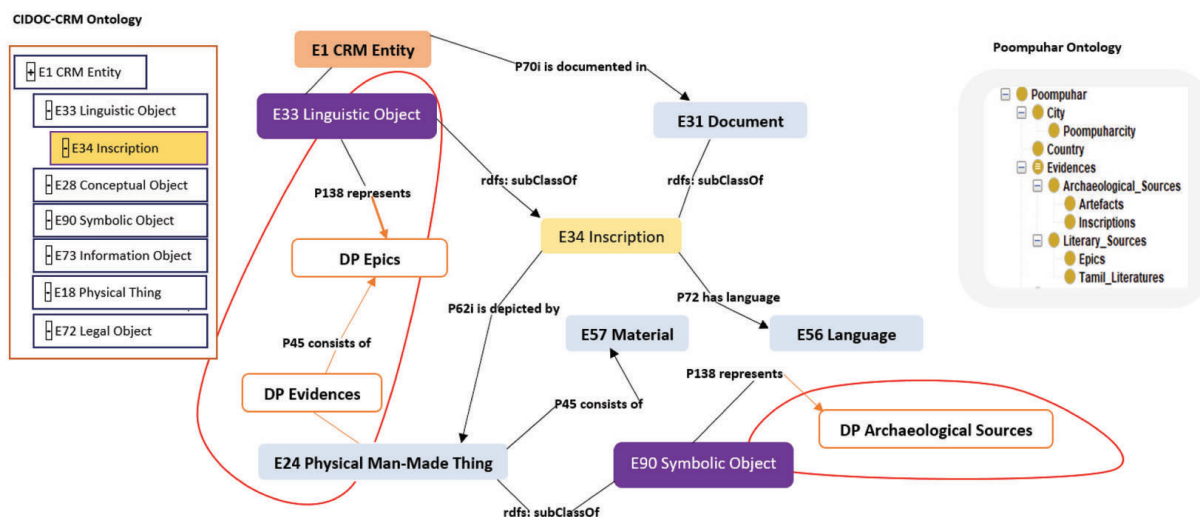 CIDOC-CRM Ontology
E1 CRM Entity
E33 Linguistic Object
E34 Inscription
E28 Conceptual Object
E90 Symbolic Object
E73 Information Object
E18 Physical Thing
E72 Legal Object
E1 CRM Entity
P70i is documented in
E33 Linguistic Object
E31 Document
P138 represents
rdfs: subClassOf
rdfs: subClassOf
DP Epics
E34 Inscription
P62i is depicted by
P72 has language
P45 consists of
E57 Material
E56 Language
DP Evidences
P45 consists of
P138 represents
DP Archaeological Sources
E24 Physical Man-Made Thing
E90 Symbolic Object
rdfs: subClassOf
Poompuhar Ontology
Poompuhar
City
Poompuharcity
Country
Evidences
Archaeological_Sources
Artefacts
Inscriptions
Literary_Sources
Epics
Tamil_Literatures